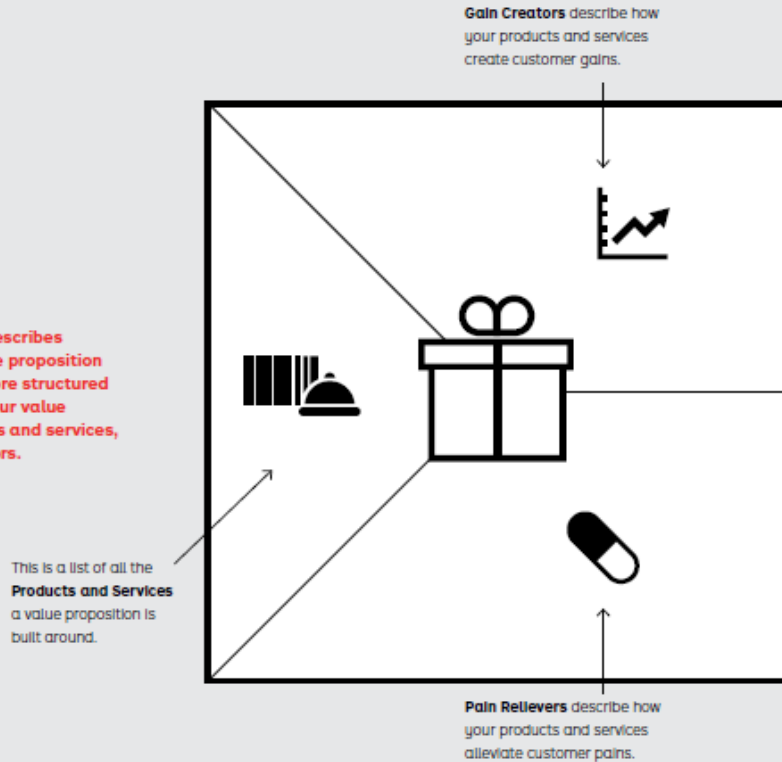 Gain Creators describe how
your products and services
create customer gains.
escribes
proposition
re structured
ur value
s and services,
rs.
This is a list of all the
Products and Services
a value proposition is
built around.
Pain Relievers describe how
your products and services
alleviate customer pains.